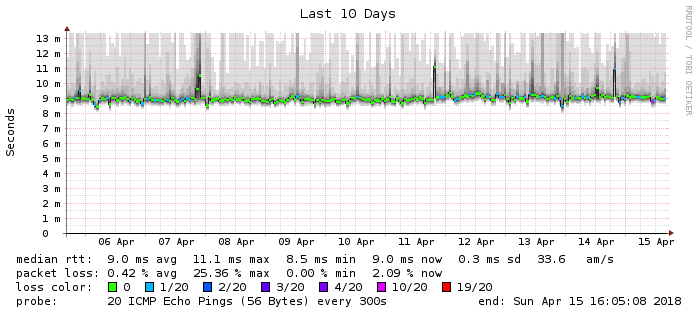 Last 10 Days
RRDTOOL / TOBI OETIKER
Seconds
13 m
12 m
11 m
10 m
9 m
8 m
7 m
6 m
5 m
4 m
3 m
2 m
1 m
0
06 Apr 07 Apr 08 Apr 09 Apr 10 Apr 11 Apr 12 Apr 13 Apr 14 Apr 15 Apr
median rtt: 9.0 ms avg 11.1 ms max 8.5 ms min 9.0 ms now 0.3 ms sd 33.6 am/s
packet loss: 0.42 % avg 25.36 % max 0.00 % min 2.09 % now
loss color: 0 1/20 2/20 3/20 4/20 10/20 19/20
probe: 20 ICMP Echo Pings (56 Bytes) every 300s end: Sun Apr 15 16:05:08 2018